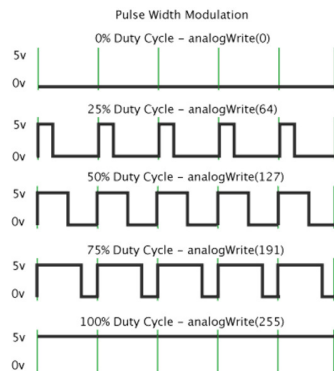 Pulse Width Modulation
0% Duty Cycle – analogWrite(0)
5v
0v
25% Duty Cycle – analogWrite(64)
5v
0v
50% Duty Cycle – analogWrite(127)
5v
0v
75% Duty Cycle – analogWrite(191)
5v
0v
100% Duty Cycle – analogWrite(255)
5v
0v